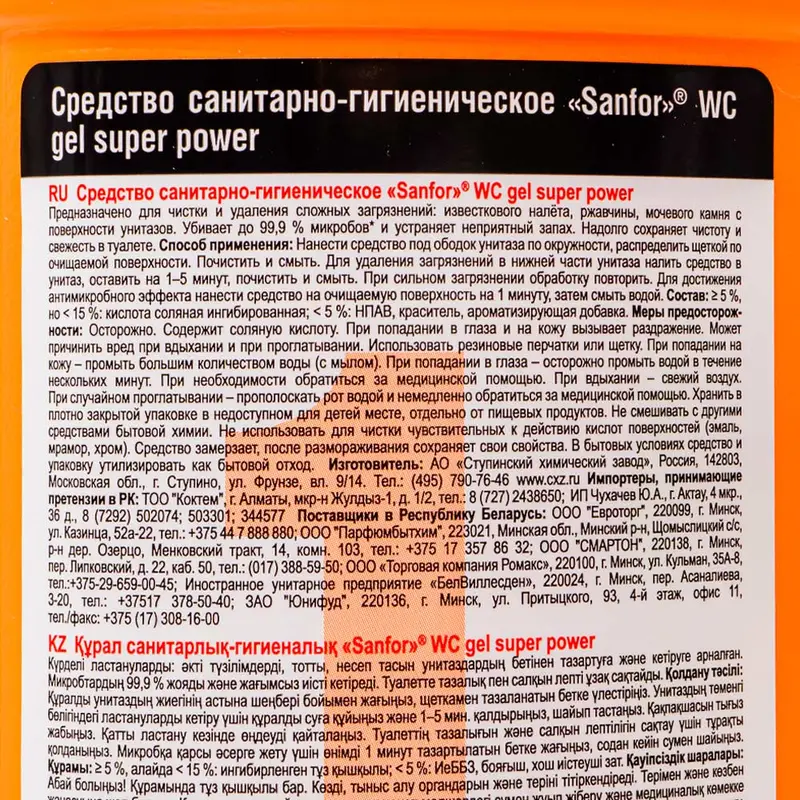 Средство санитарно-гигиеническое «Sanfor»® WC
gel super power
RU Средство санитарно-гигиеническое «Sanfor»® WC gel super power
Предназначено для чистки и удаления сложных загрязнений: известкового налёта, ржавчины, мочевого камня с
поверхности унитазов. Убивает до 99,9 % микробов* и устраняет неприятный запах. Надолго сохраняет чистоту и
свежесть в туалете. Способ применения: Нанести средство под ободок унитаза по окружности, распределить щеткой по
очищаемой поверхности. Почистить и смыть. Для удаления загрязнений в нижней части унитаза налить средство в
унитаз, оставить на 1–5 минут, почистить и смыть. При сильном загрязнении обработку повторить. Для достижения
антимикробного эффекта нанести средство на очищаемую поверхность на 1 минуту, затем смыть водой. Состав: ≥ 5 %,
но < 15 %: кислота соляная ингибированная; < 5 %: НПАВ, краситель, ароматизирующая добавка. Меры предосторож-
ности: Осторожно. Содержит соляную кислоту. При попадании в глаза и на кожу вызывает раздражение. Может
причинить вред при вдыхании и при проглатывании. Использовать резиновые перчатки или щетку. При попадании на
кожу – промыть большим количеством воды (с мылом). При попадании в глаза – осторожно промыть водой в течение
нескольких минут. При необходимости обратиться за медицинской помощью. При вдыхании – свежий воздух.
При случайном проглатывании – прополоскать рот водой и немедленно обратиться за медицинской помощью. Хранить в
плотно закрытой упаковке в недоступном для детей месте, отдельно от пищевых продуктов. Не смешивать с другими
средствами бытовой химии. Не использовать для чистки чувствительных к действию кислот поверхностей (эмаль,
мрамор, хром). Средство замерзает, после размораживания сохраняет свои свойства. В бытовых условиях средство и
упаковку утилизировать как бытовой отход. Изготовитель: АО «Ступинский химический завод», Россия, 142803,
Московская обл., г. Ступино, ул. Фрунзе, вл. 9/14. Тел.: (495) 790-76-46 www.cxz.ru Импортеры, принимающие
претензии в РК: ТОО "Коктем", г. Алматы, мкр-н Жулдыз-1, д. 1/2, тел.: 8 (727) 2438650; ИП Чухачев Ю.А., г. Актау, 4 мкр.,
36 д., 8 (7292) 502074; 503301; 344577 Поставщики в Республику Беларусь: ООО "Евроторг", 220099, г. Минск,
ул. Казинца, 52а-22, тел.: +375 44 7 888 880; ООО "Парфюмбытхим", 223021, Минская обл., Минский р-н, Щомыслицкий с/с,
р-н дер. Озерцо, Менковский тракт, 14, комн. 103, тел.: +375 17 357 86 32; ООО "СМАРТОН", 220138, г. Минск,
пер. Липковский, д. 22, каб. 50, тел.: (017) 388-59-50; ООО «Торговая компания Ромакс», 220100, г. Минск, ул. Кульман, 35А-8,
тел.:+375-29-659-00-45; Иностранное унитарное предприятие «БелВиллесден», 220024, г. Минск, пер. Асаналиева,
3-20, тел.: +37517 378-50-40; ЗАО "Юнифуд", 220136, г. Минск, ул. Притыцкого, 93, 4-й этаж, офис 11,
тел./факс: +375 (17) 308-16-00
KZ Құрал санитарлық-гигеналық «Sanfor»® WC gel super power
Күрделі ластануларды: әкті түзілімдерді, тотты, несеп тасын унитаздардың бетінен тазартуға және кетіруге арналған.
Микробтардың 99,9 % жояды және жағымсыз иісті кетіреді. Туалетте тазалық пен салқын лепті ұзақ сақтайды. Қолдану тәсілі:
Құралды унитаздың жиегінің астына шеңбері бойымен жағыңыз, щеткамен тазаланатын бетке үлестіріңіз. Унитаздың төменгі
бөлігіндегі ластануларды кетіру үшін құралды суға құйыңыз және 1–5 мин. қалдырыңыз, шайып тастаңыз. Қақпақшасын тығыз
жабыңыз. Қатты ластану кезінде өңдеуді қайталаңыз. Туалеттің тазалығын және салқын лептілігін сақтау үшін тұрақты
қолданыңыз. Микробқа қарсы әсерге жету үшін өнімді 1 минут тазартылатын бетке жағыңыз, содан кейін сумен шайыңыз.
Құрамы: ≥ 5 %, алайда < 15 %: ингибирленген тұз қышқылы; < 5 %: ИеББЗ, бояғыш, хош иістеуші зат. Қауіпсіздік шаралары:
Абай болыңыз! Құрамында тұз қышқылы бар. Көзді, тыныс алу органдарын және теріні тітіркендіреді. Терімен және көзбен